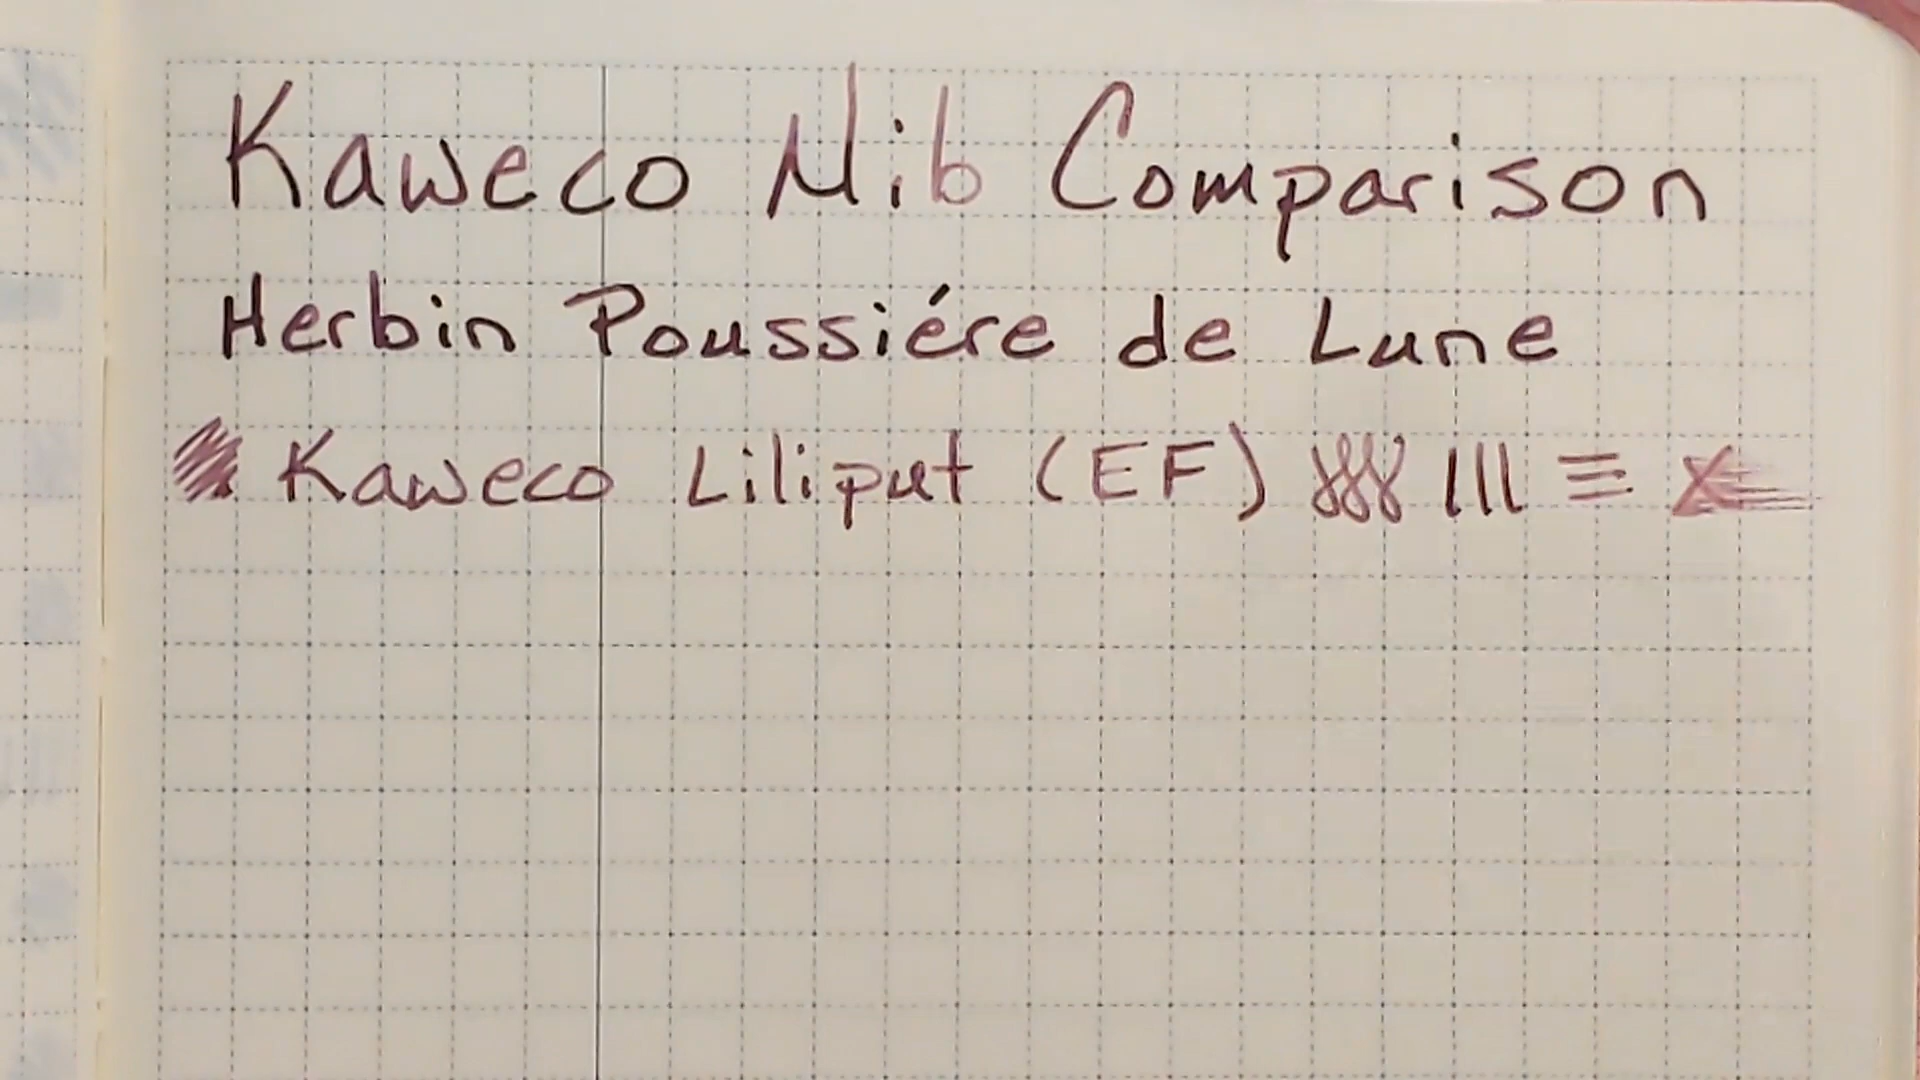 Kaweco Nib Comparison
Herbin Poussiére de Lune
Kaweco Liliput (EF)